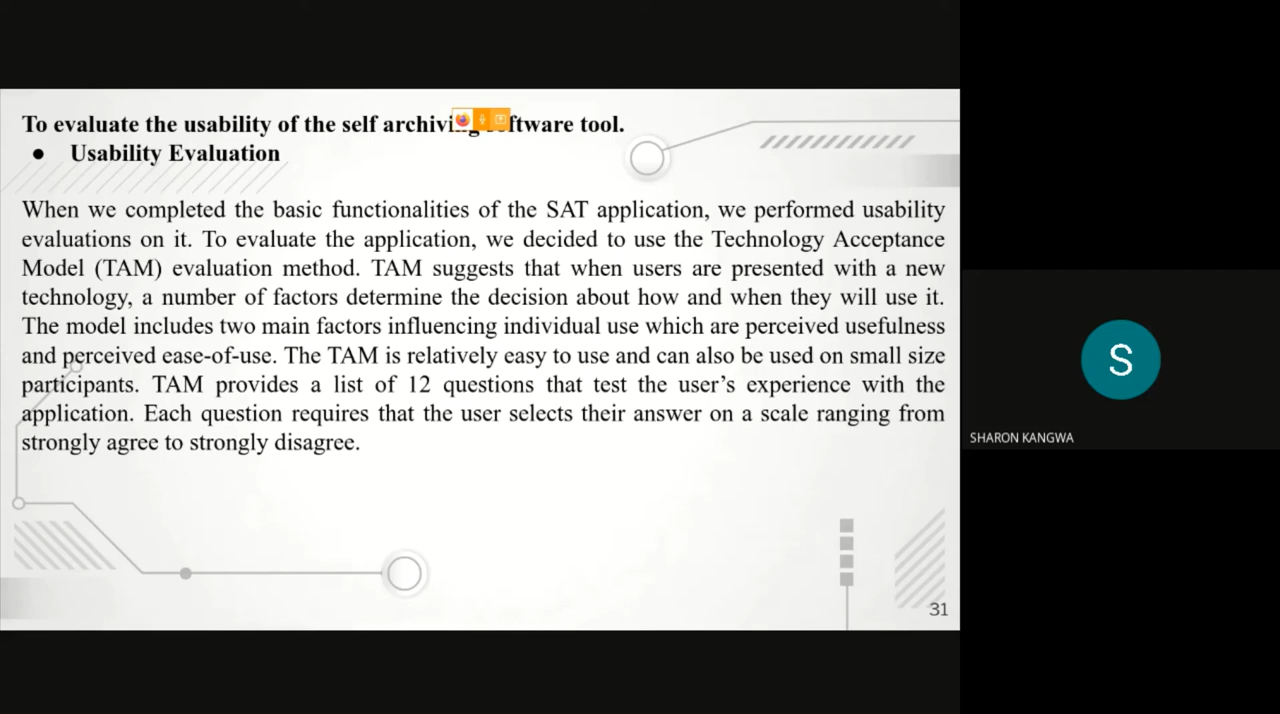 To evaluate the usability of the self archiving software tool.
● Usability Evaluation
When we completed the basic functionalities of the SAT application, we performed usability
evaluations on it. To evaluate the application, we decided to use the Technology Acceptance
Model (TAM) evaluation method. TAM suggests that when users are presented with a new
technology, a number of factors determine the decision about how and when they will use it.
The model includes two main factors influencing individual use which are perceived usefulness
and perceived ease-of-use. The TAM is relatively easy to use and can also be used on small size
participants. TAM provides a list of 12 questions that test the user’s experience with the
application. Each question requires that the user selects their answer on a scale ranging from
strongly agree to strongly disagree.
31
S
SHARON KANGWA